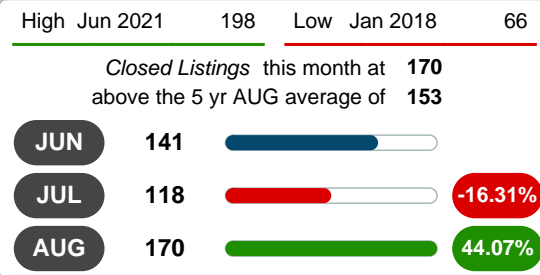 High Jun 2021 198 Low Jan 2018 66
Closed Listings this month at 170
above the 5 yr AUG average of 153
JUN 141
JUL 118 -16.31%
AUG 170 44.07%